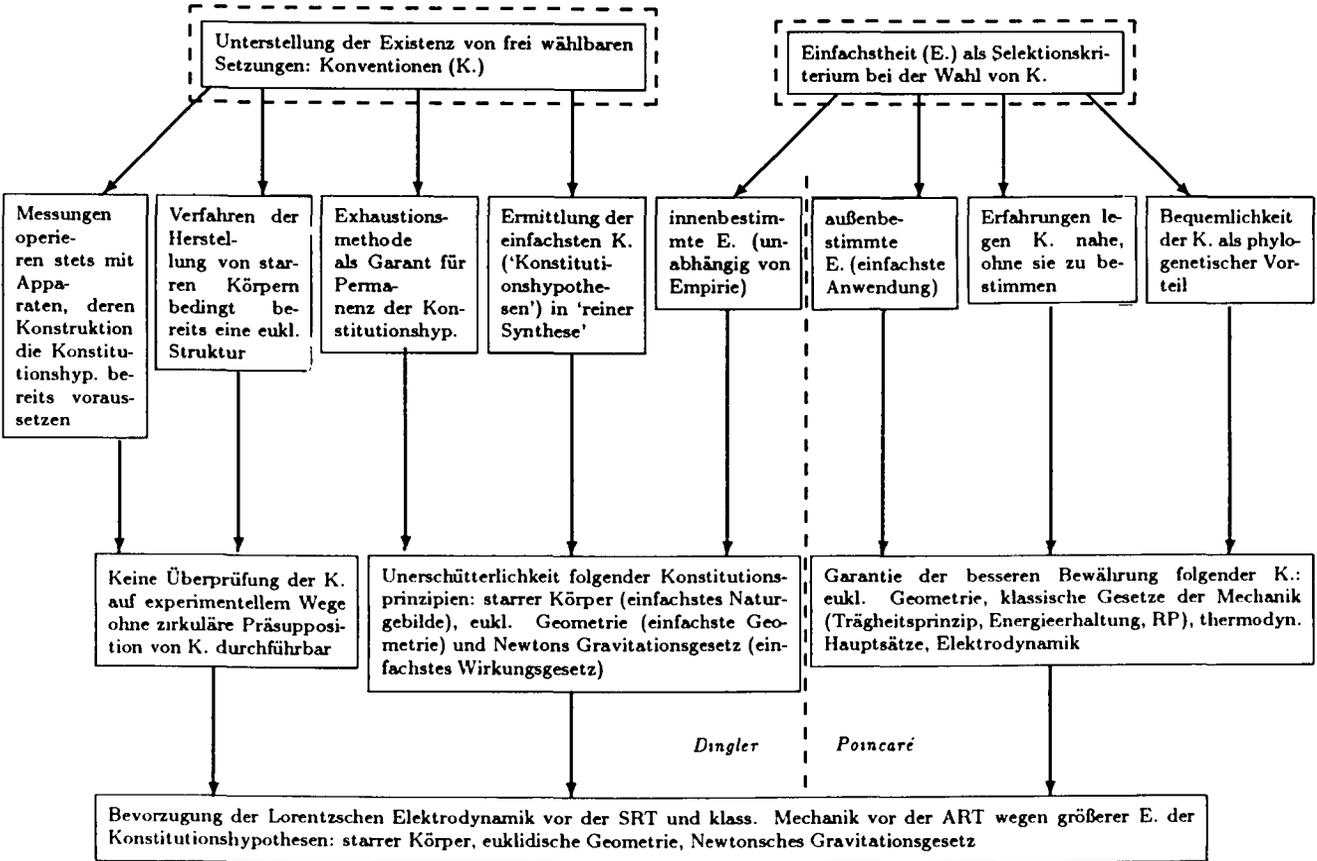 Unterstellung der Existenz von frei wählbaren
Setzungen: Konventionen (K.)
Einfachstheit (E.) als Selektionskri-
terium bei der Wahl von K.
Messungen
operie-
ren stets mit
Appa-
raten, deren
Konstruktion
die Konstitu-
tionshyp. be-
reits voraus-
setzen
Verfahren der
Herstel-
lung von star-
ren Körpern
bedingt be-
reits eine eukl.
Struktur
Exhaustions-
methode
als Garant für
Perma-
nenz der Kon-
stitutionshyp.
Ermittlung der
einfachsten K.
('Konstituti-
onshypothe-
sen') in 'reiner
Synthese'
innenbestim-
mte E. (un-
abhängig von
Empirie)
außenbe-
stimmte
E. (einfachste
Anwendung)
Erfahrungen le-
gen K. nahe,
ohne sie zu be-
stimmen
Bequemlichkeit
der K. als phylo-
genetischer Vor-
teil
Keine Überprüfung der K.
auf experimentellem Wege
ohne zirkuläre Präsupposi-
tion von K. durchführbar
Unerschütterlichkeit folgender Konstitutions-
prinzipien: starrer Körper (einfachstes Natur-
gebilde), eukl. Geometrie (einfachste Geo-
metrie) und Newtons Gravitationsgesetz (ein-
fachstes Wirkungsgesetz)
Garantie der besseren Bewährung folgender K.:
eukl. Geometrie, klassische Gesetze der Mechanik
(Trägheitsprinzip, Energieerhaltung, RP), thermodyn.
Hauptsätze, Elektrodynamik
Dingler
Poincaré
Bevorzugung der Lorentzschen Elektrodynamik vor der SRT und klass. Mechanik vor der ART wegen größerer E. der
Konstitutionshypothesen: starrer Körper, euklidische Geometrie, Newtonsches Gravitationsgesetz